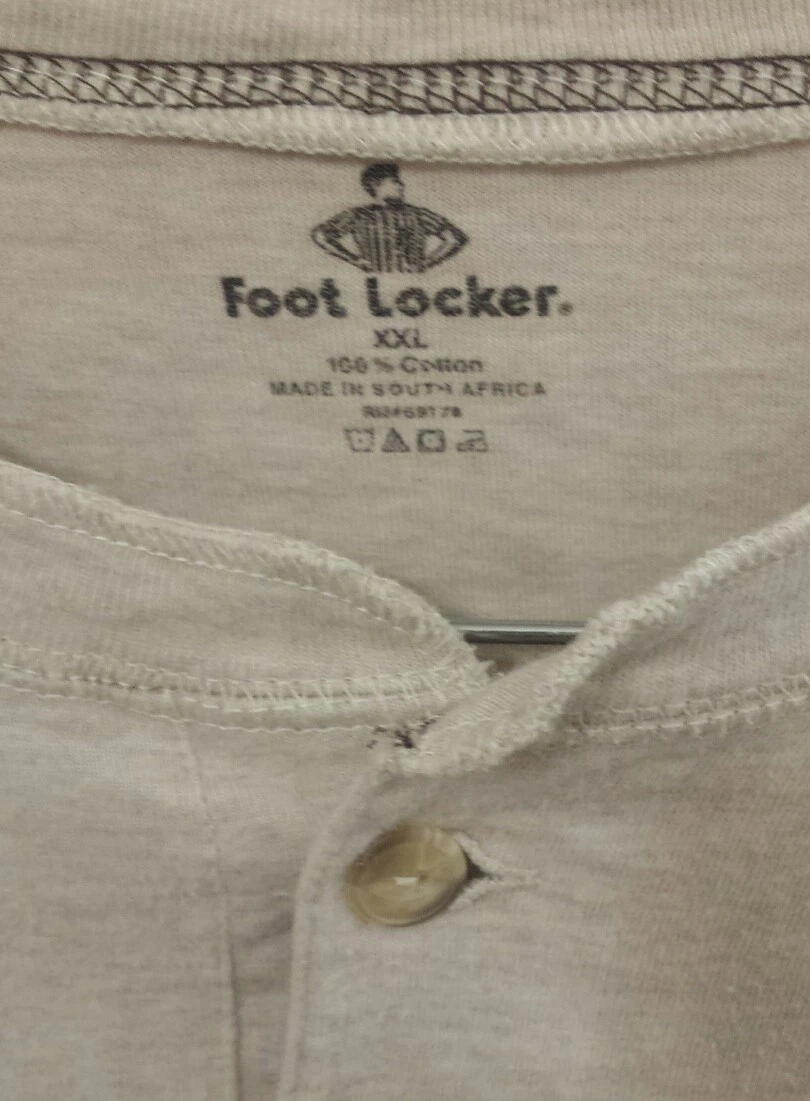 Foot Locker®
XXL
100% Cotton
MADE IN SOUTH AFRICA